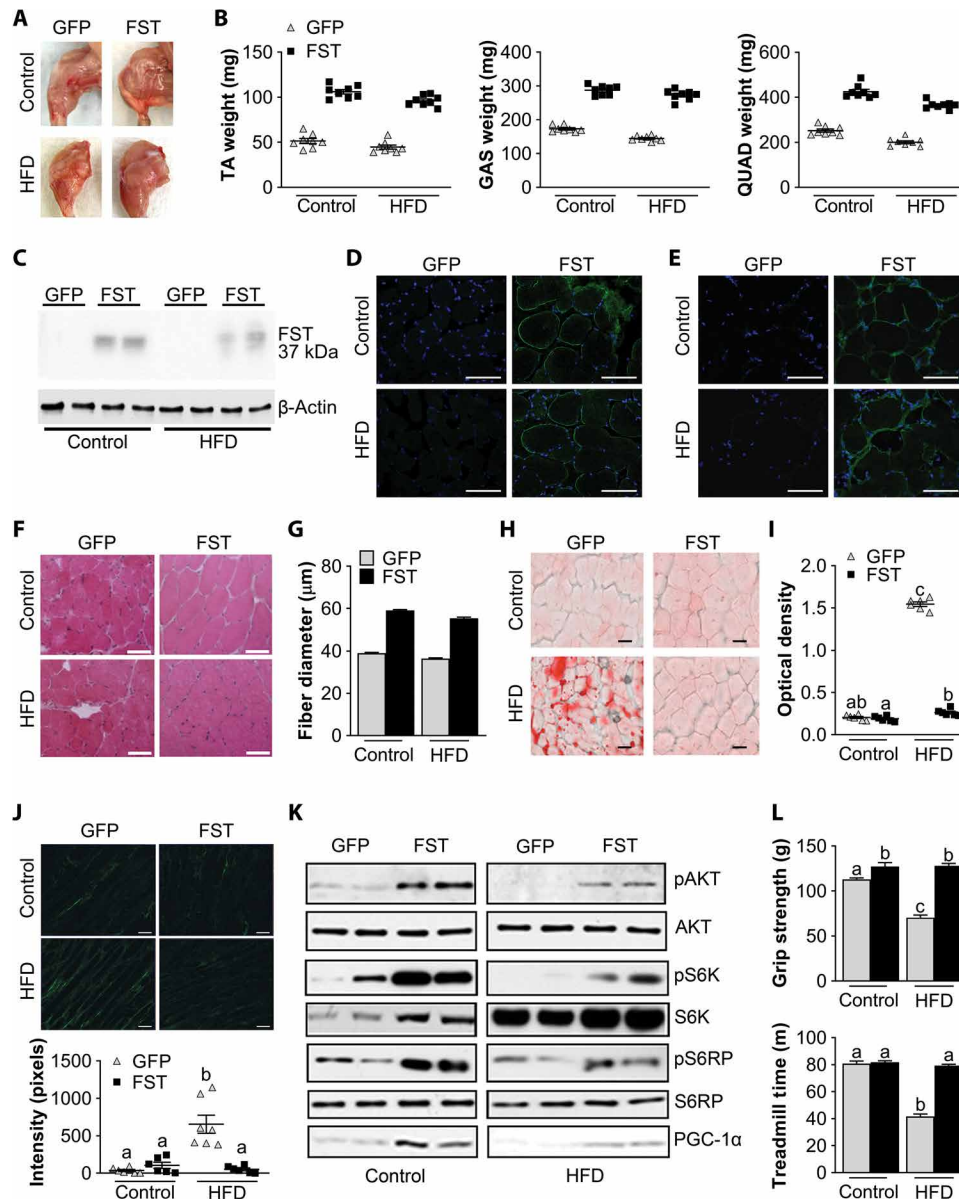 A
GFP FST
Control
HFD
B
GFP
FST
TA weight (mg)
150
100
50
0
Control HFD
GAS weight (mg)
400
300
200
100
0
Control HFD
QUAD weight (mg)
600
400
200
0
Control HFD
C
GFP FST GFP FST
FST
37 kDa
β-Actin
Control HFD
D
GFP FST
Control
HFD
E
GFP FST
Control
HFD
F
GFP FST
Control
HFD
G
GFP
FST
Fiber diameter (μm)
80
60
40
20
0
Control HFD
H
GFP FST
Control
HFD
I
GFP
FST
Optical density
2.0
1.5
1.0
0.5
0.0
c
ab a b
Control HFD
J
GFP FST
Control
HFD
Intensity (pixels)
1500
1000
500
0
GFP
FST
a a b a
Control HFD
K
GFP FST GFP FST
pAKT
AKT
pS6K
S6K
pS6RP
S6RP
PGC-1α
Control HFD
L
Grip strength (g)
150
100
50
0
a b c b
Control HFD
Treadmill time (m)
100
80
60
40
20
0
a a b a
Control HFD